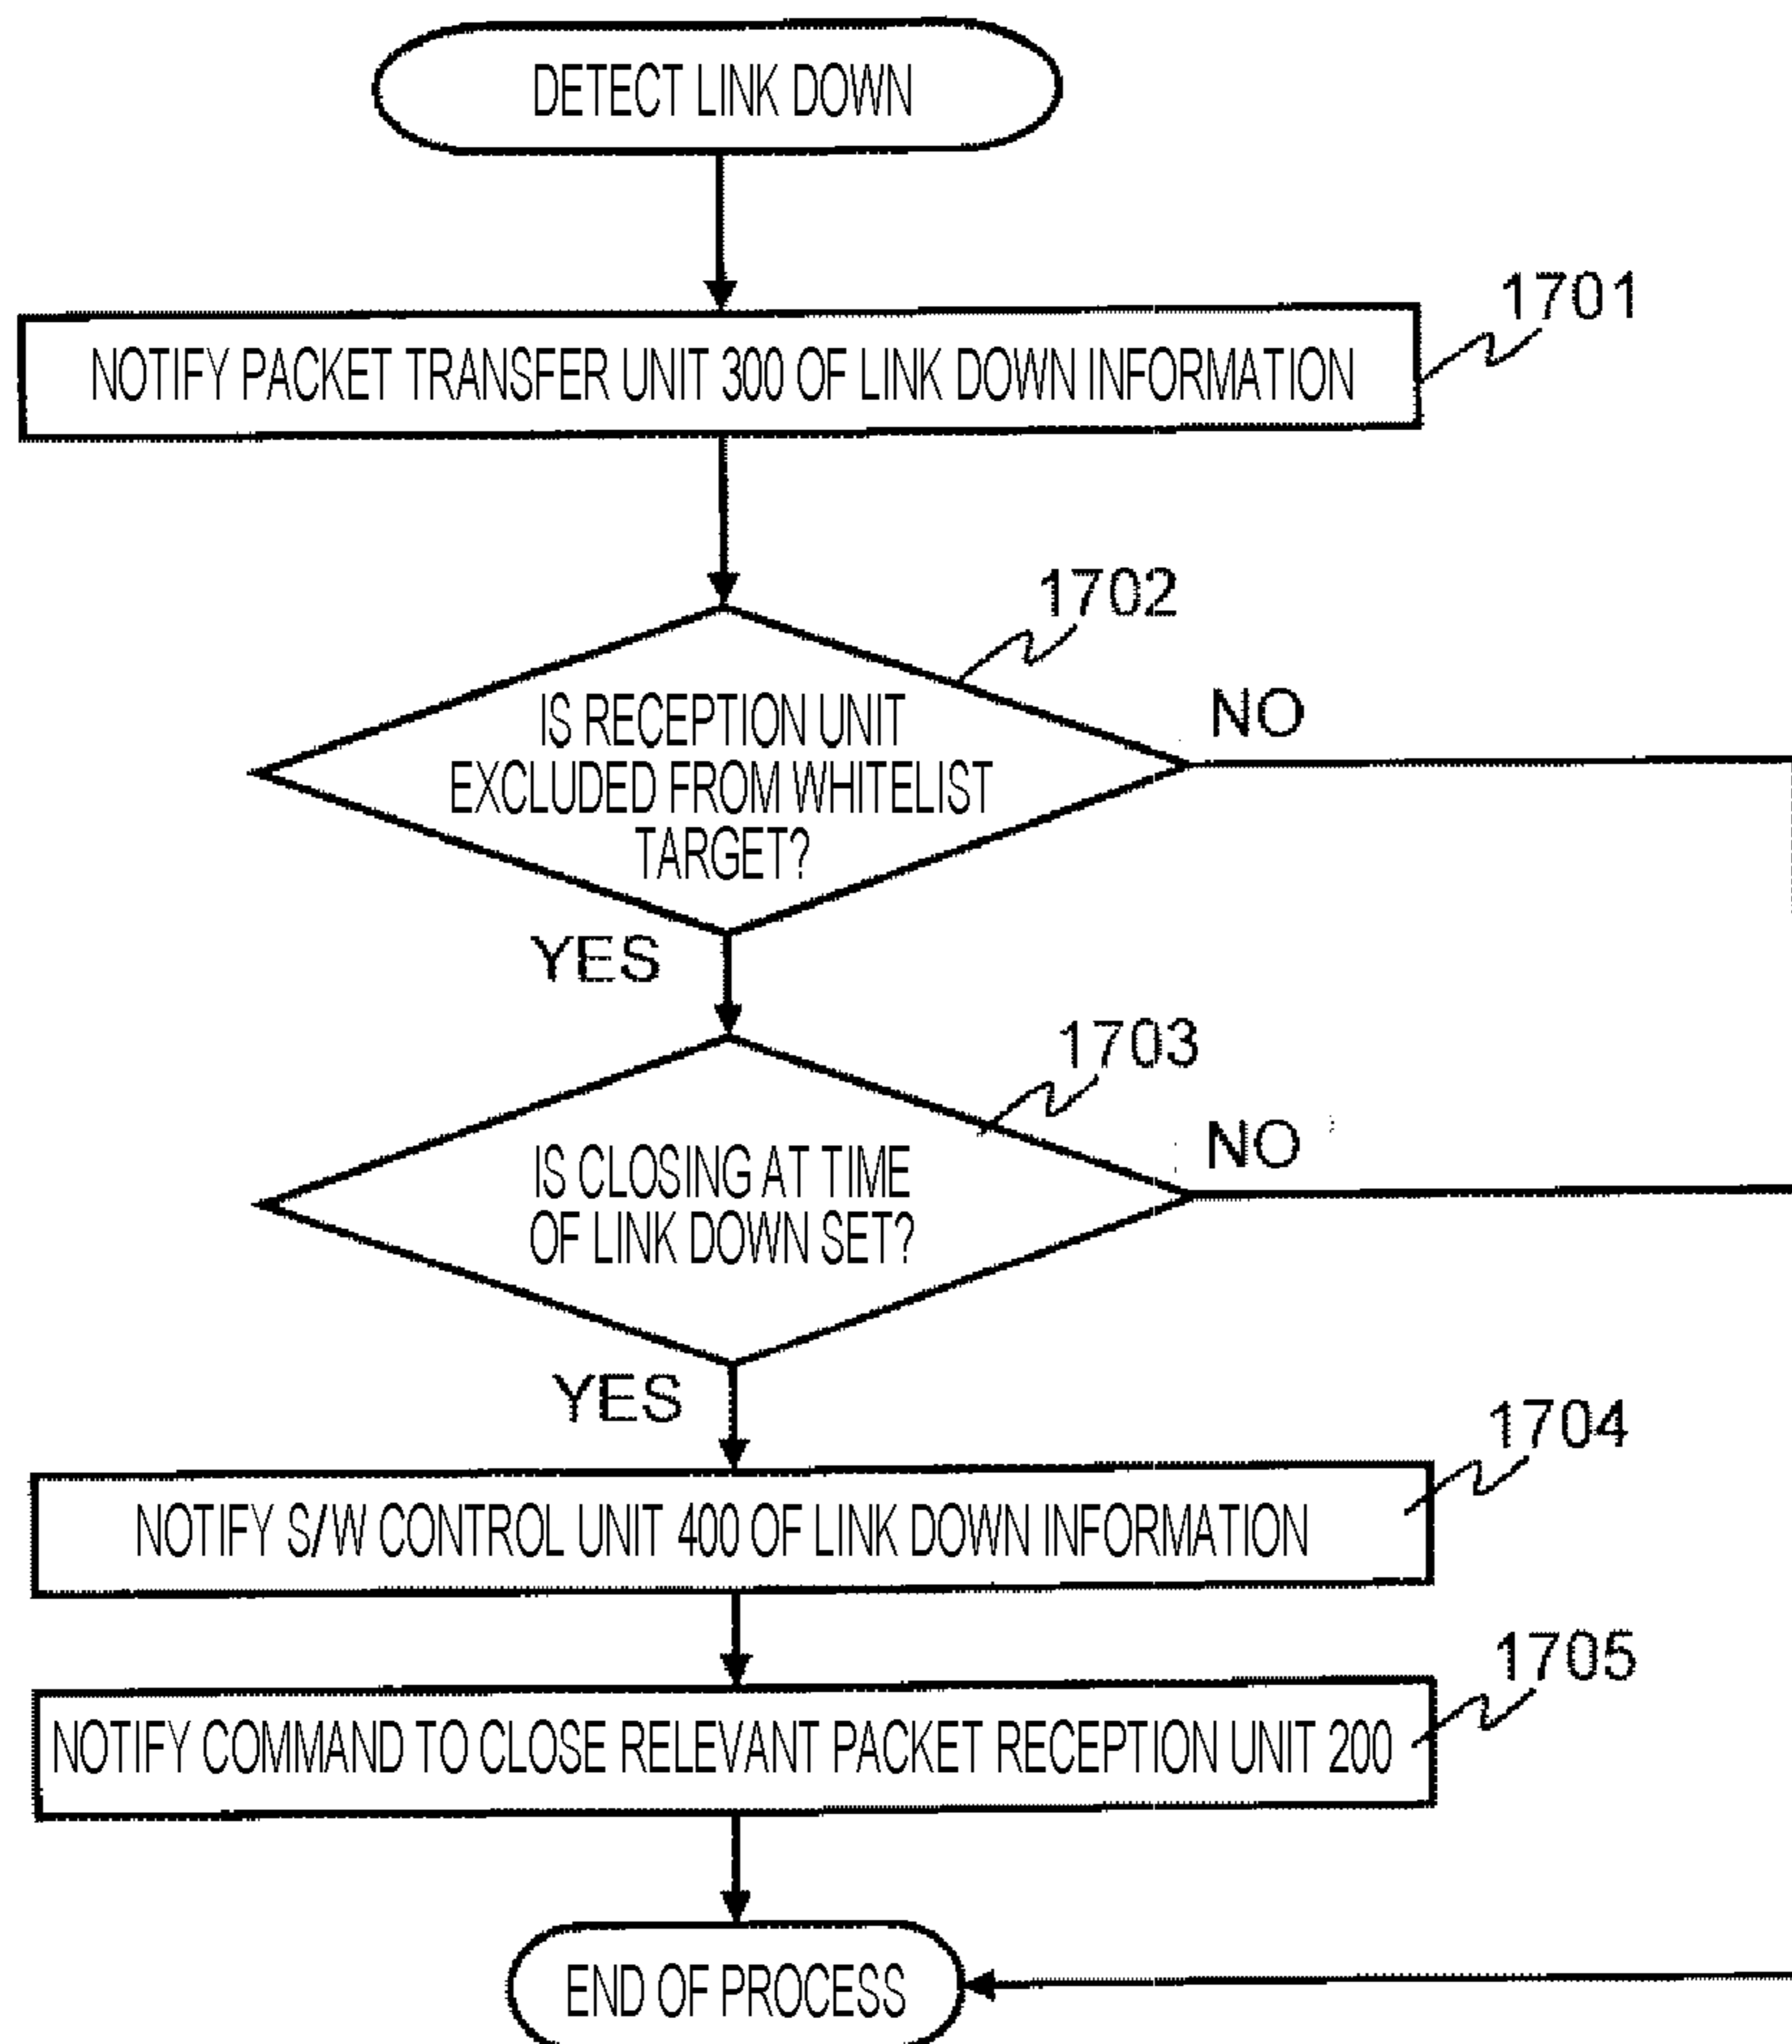 DETECT LINK DOWN
1701
NOTIFY PACKET TRANSFER UNIT 300 OF LINK DOWN INFORMATION
1702
IS RECEPTION UNIT
EXCLUDED FROM WHITELIST
TARGET?
NO
YES
1703
IS CLOSING AT TIME
OF LINK DOWN SET?
NO
YES
1704
NOTIFY S/W CONTROL UNIT 400 OF LINK DOWN INFORMATION
1705
NOTIFY COMMAND TO CLOSE RELEVANT PACKET RECEPTION UNIT 200
END OF PROCESS